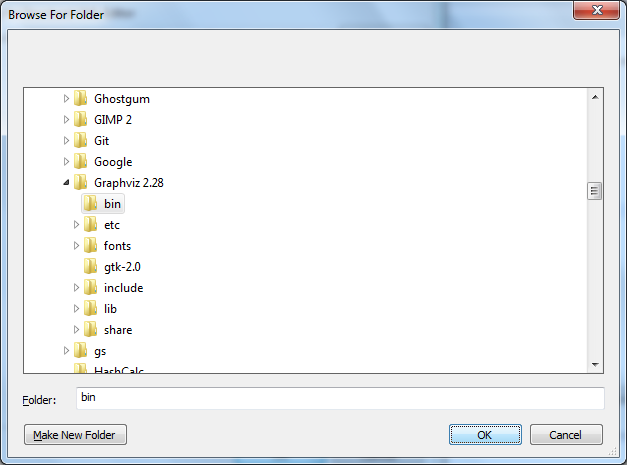 Browse For Folder
Ghostgum
GIMP 2
Git
Google
Graphviz 2.28
bin
etc
fonts
gtk-2.0
include
lib
share
gs
HashCalc
Folder: bin
Make New Folder OK Cancel